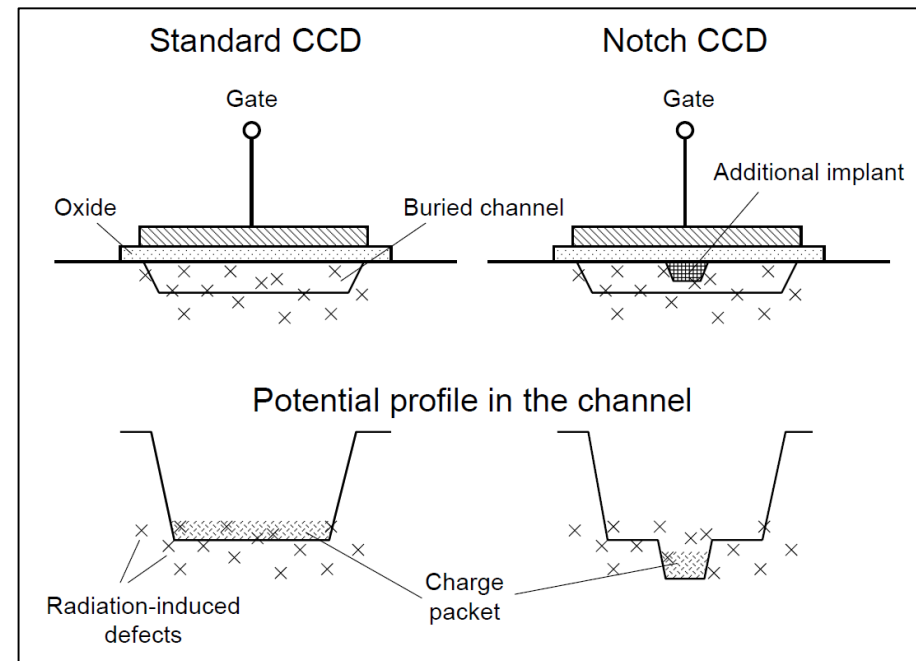 Standard CCD
Notch CCD
Gate
Gate
Additional implant
Oxide
Buried channel
Potential profile in the channel
Radiation-induced
defects
Charge
packet